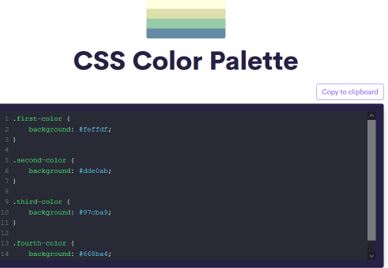 CSS Color Palette
Copy to clipboard
1 .first-color {
2 background: #feffdf;
3 }
4
5 .second-color {
6 background: #dde0ab;
7 }
8
9 .third-color {
10 background: #97cba9;
11 }
12
13 .fourth-color {
14 background: #668ba4;